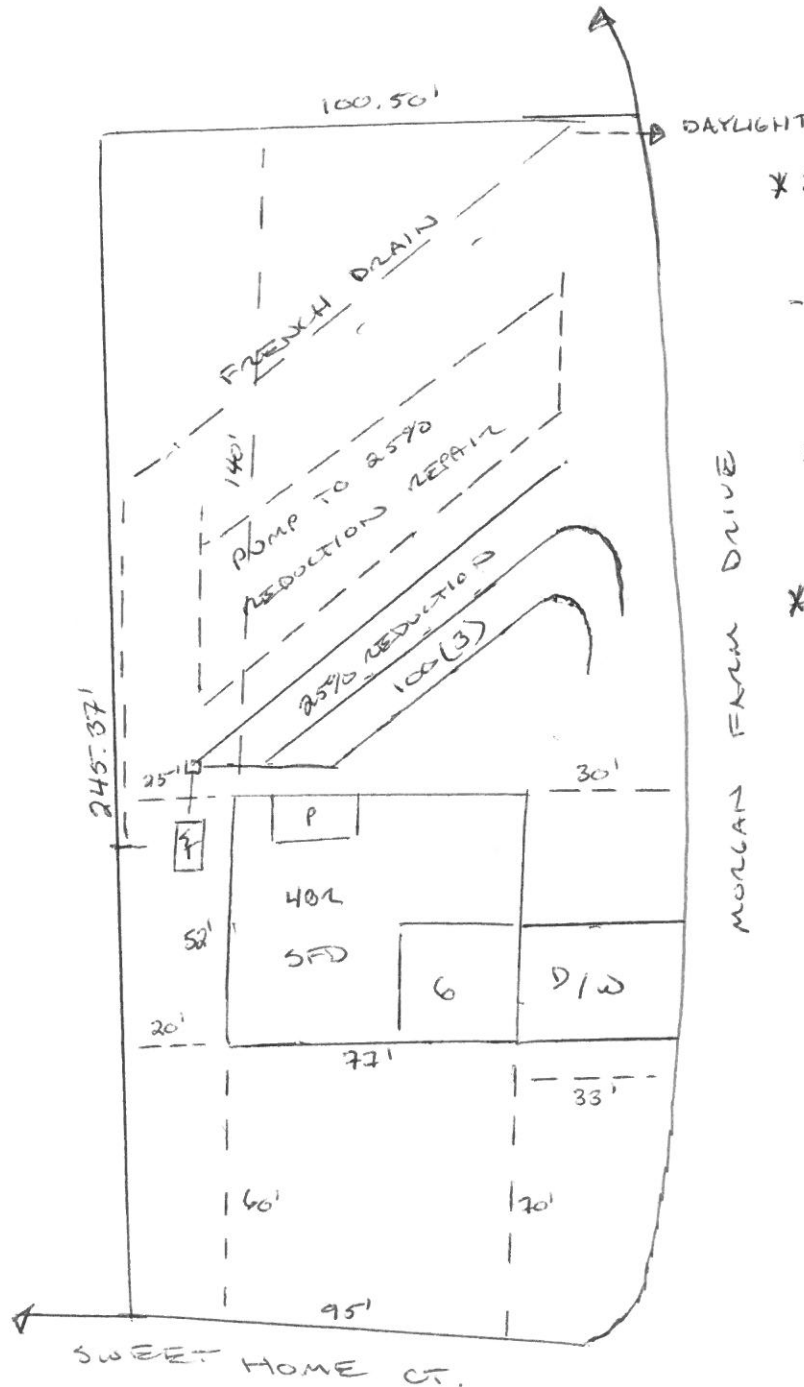 100.50'
DAYLIGHT
*
FRENCH DRAIN
140'
PUMP TO 25%
REDUCTION REPAIR
25% REDUCTION
100(3)
MORGAN FARM DRIVE
*
245.37'
25'
30'
P
4BR
SFD
52'
G
D/W
20'
77'
33'
60'
70'
95'
SWEET HOME CT.